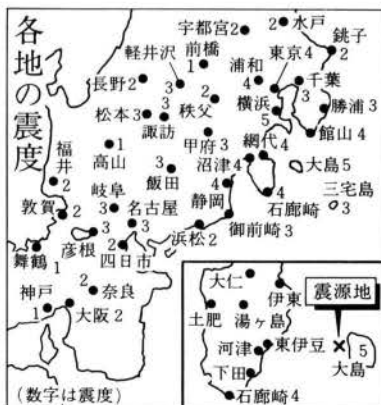 各地の震度
宇都宮2
水戸
2
銚子
2
前橋
3
軽井沢
3
浦和
4
東京4
千葉
3
長野2
秩父
3
横浜
5
勝浦3
松本3
諏訪
3
甲府3
網代
4
館山4
福井
2
高山
1
飯田
3
沼津4
大島5
敦賀
2
岐阜
3
名古屋
3
静岡
4
石廊崎
4
三宅島
3
御前崎3
舞鶴
1
彦根
3
四日市
2
浜松2
神戸
1
奈良
2
大阪2
(数字は震度)
大仁
伊東
震源地
土肥
湯ヶ島
河津
東伊豆
5
大島
下田
石廊崎4